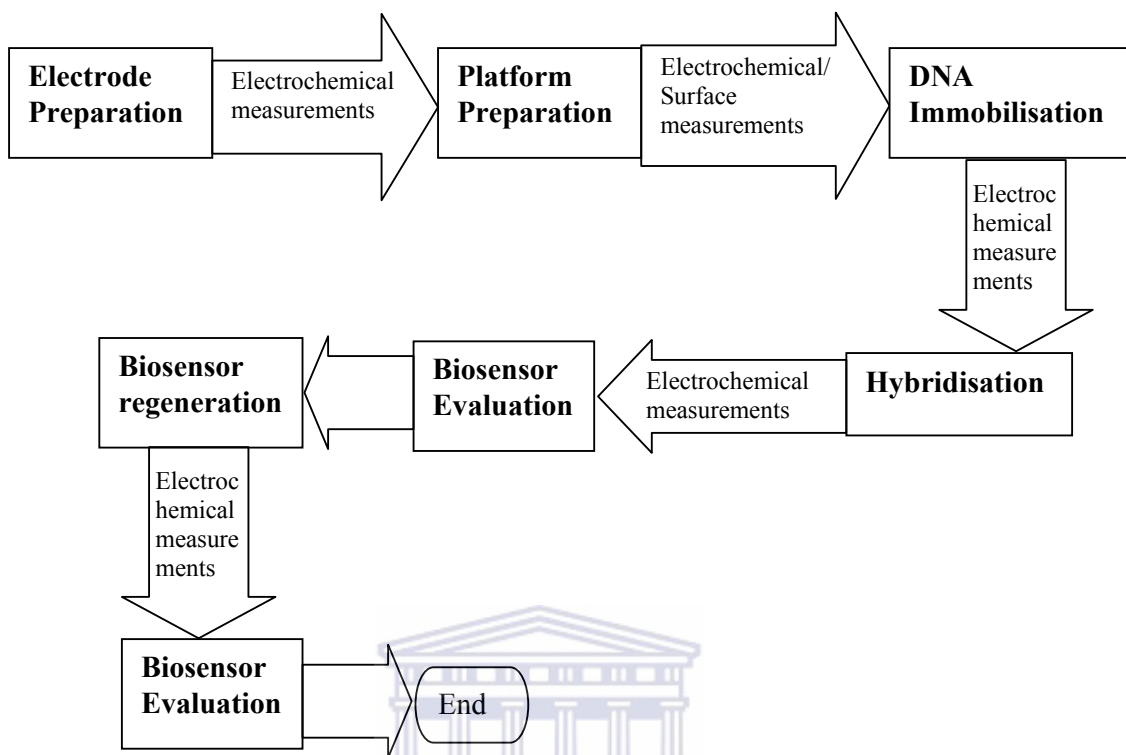 Electrode
Preparation
Electrochemical
measurements
Platform
Preparation
Electrochemical/
Surface
measurements
DNA
Immobilisation
Electroc
hemical
measure
ments
Hybridisation
Electrochemical
measurements
Biosensor
Evaluation
Biosensor
regeneration
Electroc
hemical
measure
ments
Biosensor
Evaluation
End